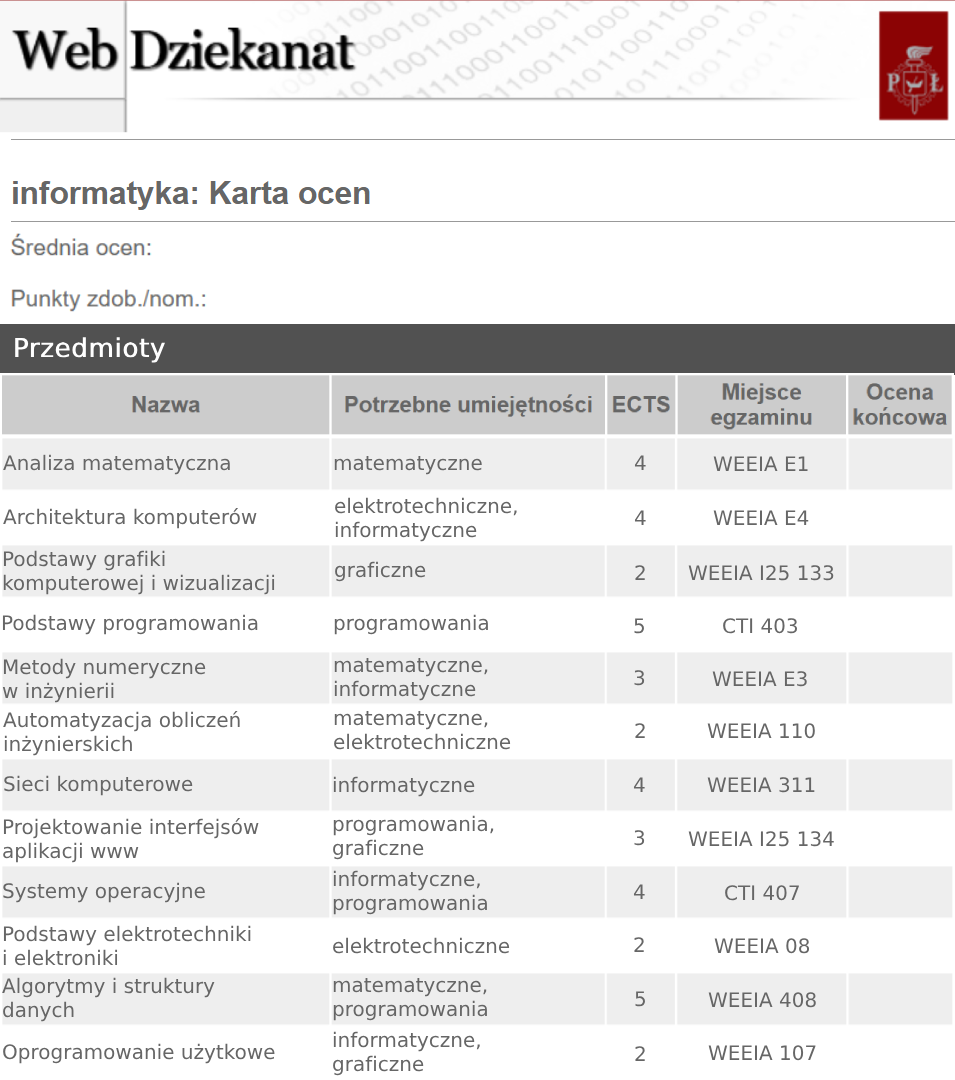 Web Dziekanat
P Ł
informatyka: Karta ocen
Średnia ocen:
Punkty zdob./nom.:
Przedmioty
Nazwa Potrzebne umiejętności ECTS Miejsce egzaminu Ocena końcowa
Analiza matematyczna matematyczne 4 WEEIA E1
Architektura komputerów elektrotechniczne, informatyczne 4 WEEIA E4
Podstawy grafiki komputerowej i wizualizacji graficzne 2 WEEIA I25 133
Podstawy programowania programowania 5 CTI 403
Metody numeryczne w inżynierii matematyczne, informatyczne 3 WEEIA E3
Automatyzacja obliczeń inżynierskich matematyczne, elektrotechniczne 2 WEEIA 110
Sieci komputerowe informatyczne 4 WEEIA 311
Projektowanie interfejsów aplikacji www programowania, graficzne 3 WEEIA I25 134
Systemy operacyjne informatyczne, programowania 4 CTI 407
Podstawy elektrotechniki i elektroniki elektrotechniczne 2 WEEIA 08
Algorytmy i struktury danych matematyczne, programowania 5 WEEIA 408
Oprogramowanie użytkowe informatyczne, graficzne 2 WEEIA 107